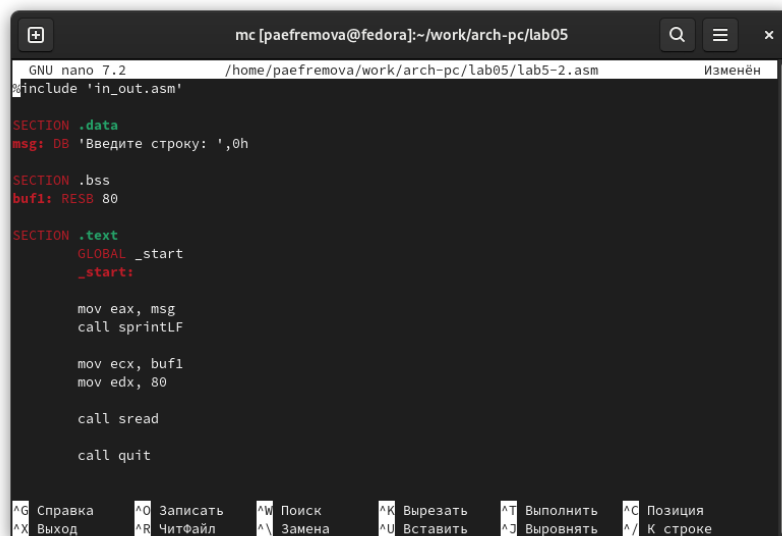 mc [paefremova@fedora]:~/work/arch-pc/lab05
GNU nano 7.2 /home/paefremova/work/arch-pc/lab05/lab5-2.asm Изменён
%include 'in_out.asm'
SECTION .data
msg: DB 'Введите строку: ',0h
SECTION .bss
buf1: RESB 80
SECTION .text
GLOBAL _start
_start:
mov eax, msg
call sprintLF
mov ecx, buf1
mov edx, 80
call sread
call quit
^G Справка ^O Записать ^W Поиск ^K Вырезать ^T Выполнить ^C Позиция
^X Выход ^R ЧитФайл ^\ Замена ^U Вставить ^J Выровнять ^/ К строке